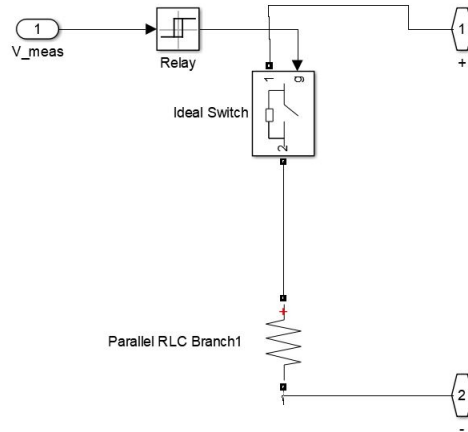 1
V_meas
Relay
1
+
1
g
Ideal Switch
2
+
Parallel RLC Branch1
2
-